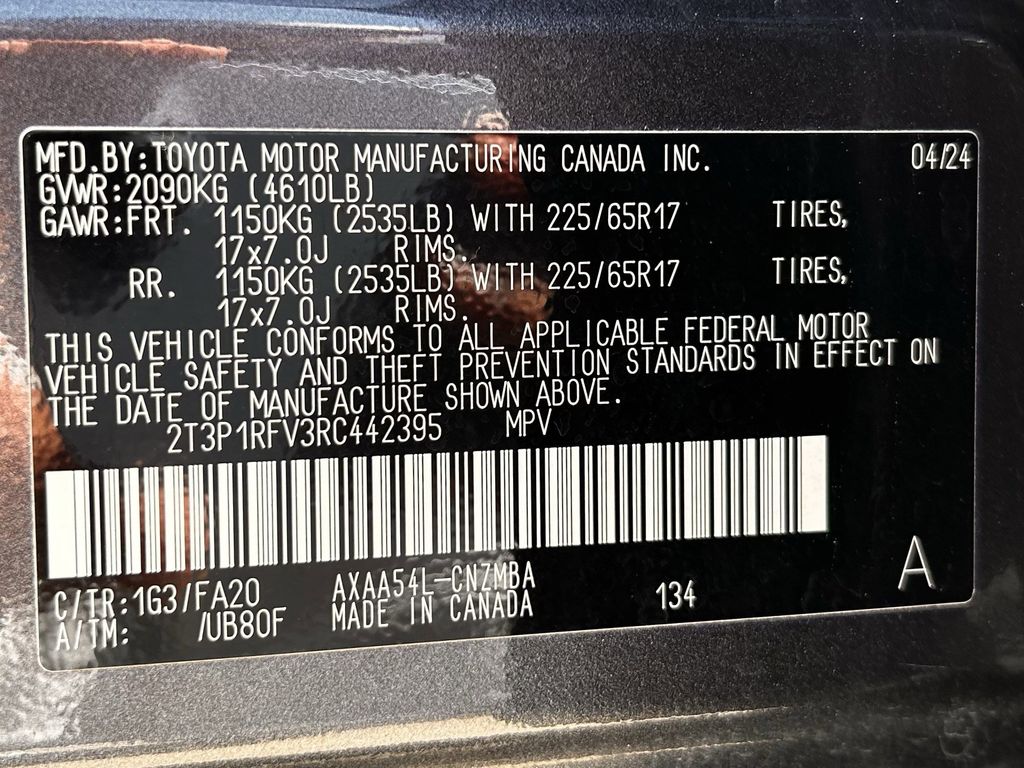 MFD.BY:TOYOTA MOTOR MANUFACTURING CANADA INC. 04/24
GVWR:2090KG (4610LB)
GAWR:FRT. 1150KG (2535LB) WITH 225/65R17 TIRES,
17x7.0J RIMS.
RR. 1150KG (2535LB) WITH 225/65R17 TIRES,
17x7.0J RIMS.
THIS VEHICLE CONFORMS TO ALL APPLICABLE FEDERAL MOTOR
VEHICLE SAFETY AND THEFT PREVENTION STANDARDS IN EFFECT ON
THE DATE OF MANUFACTURE SHOWN ABOVE.
2T3P1RFV3RC442395 MPV
C/TR:1G3/FA20 AXAA54L-CNZMBA
A/TM: /UB80F MADE IN CANADA 134 A